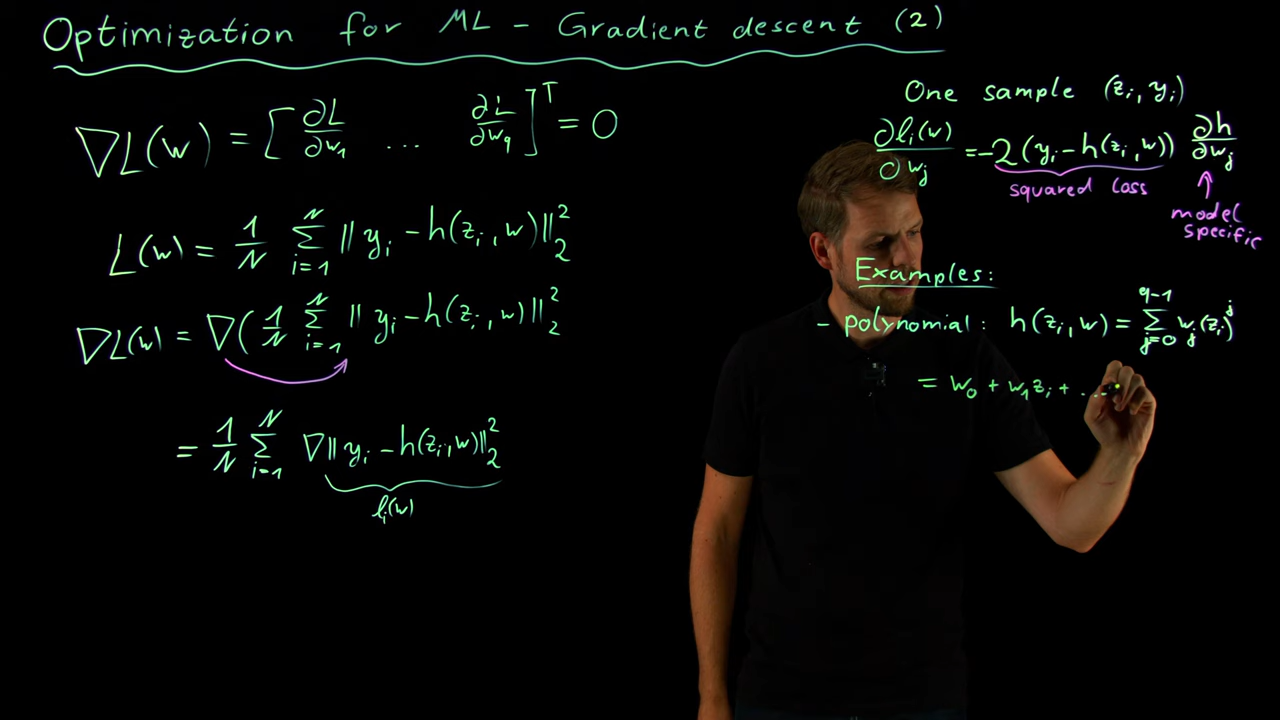 Optimization for ML - Gradient descent (2)
∇L(w) = [ ∂L/∂w₁ ... ∂L/∂w_q ]ᵀ = 0
L(w) = 1/N Σ_{i=1}^{N} || y_i - h(z_i, w) ||₂²
∇L(w) = ∇( 1/N Σ_{i=1}^{N} || y_i - h(z_i, w) ||₂²
= 1/N Σ_{i=1}^{N} ∇ || y_i - h(z_i, w) ||₂²
l_i(w)
One sample (z_i, y_i)
∂l_i(w)/∂w_j = -2 (y_i - h(z_i, w)) ∂h/∂w_j
squared loss
model
specific
Examples:
- polynomial: h(z_i, w) = Σ_{j=0}^{q-1} w_j (z_i)^j
= w₀ + w₁z_i + ...